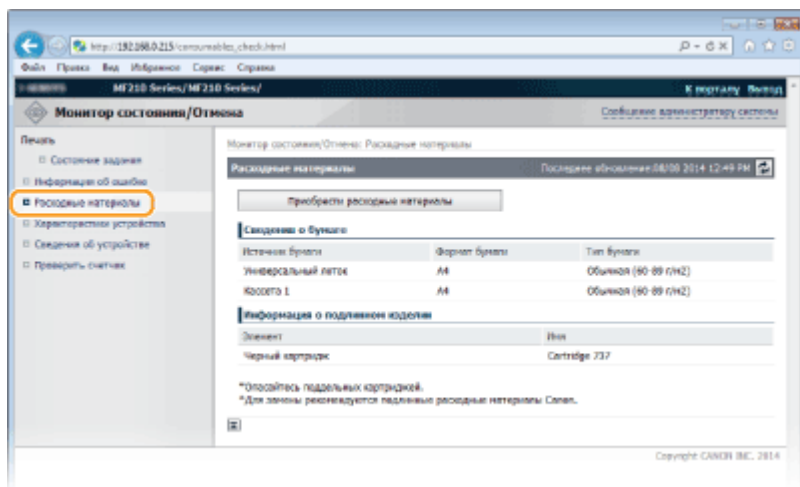 http://192.168.0.215/consumables_check.html
Файл Правка Вид Избранное Сервис Справка
MF210 Series/MF210 Series/
К порталу Выход
Монитор состояния/Отмена
Сообщение администратору системы
Печать
Состояние задания
Информация об ошибке
Расходные материалы
Характеристики устройства
Сведения об устройстве
Проверить счетчик
Монитор состояния/Отмена: Расходные материалы
Расходные материалы
Последнее обновление:08/08 2014 12:49 PM
Приобрести расходные материалы
Сведения о бумаге
Источник бумаги Формат бумаги Тип бумаги
Универсальный лоток A4 Обычная (60-89 г/м2)
Кассета 1 A4 Обычная (60-89 г/м2)
Информация о подлинном изделии
Элемент Имя
Черный картридж Cartridge 737
*Опасайтесь поддельных картриджей.
*Для замены рекомендуются подлинные расходные материалы Canon.
Copyright CANON INC. 2014